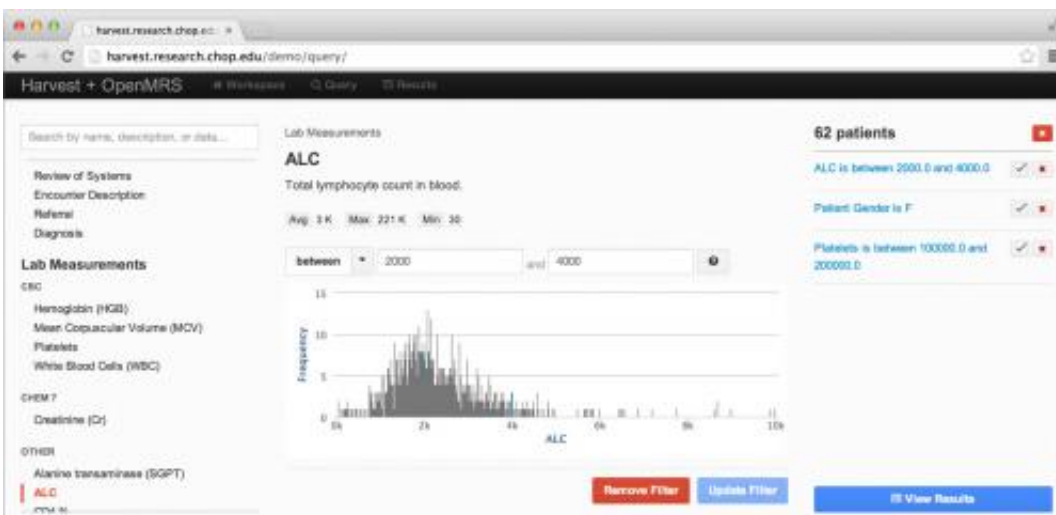 harvest.research.chop.ed
harvest.research.chop.edu/demo/query/
Harvest + OpenMRS Workspace Query Results
Search by name, description, or data...
Review of Systems
Encounter Description
Referral
Diagnosis
Lab Measurements
CBC
Hemoglobin (HGB)
Mean Corpuscular Volume (MCV)
Platelets
White Blood Cells (WBC)
CHEM 7
Creatinine (Cr)
OTHER
Alanine transaminase (SGPT)
ALC
Lab Measurements
ALC
Total lymphocyte count in blood.
Avg 3 K Max 221 K Min 30
between 2000 and 4000
15
10
5
0
Frequency
0k 2k 4k 6k 8k 10k
ALC
Remove Filter Update Filter
62 patients
ALC is between 2000.0 and 4000.0
Patient Gender is F
Platelets is between 100000.0 and
200000.0
View Results